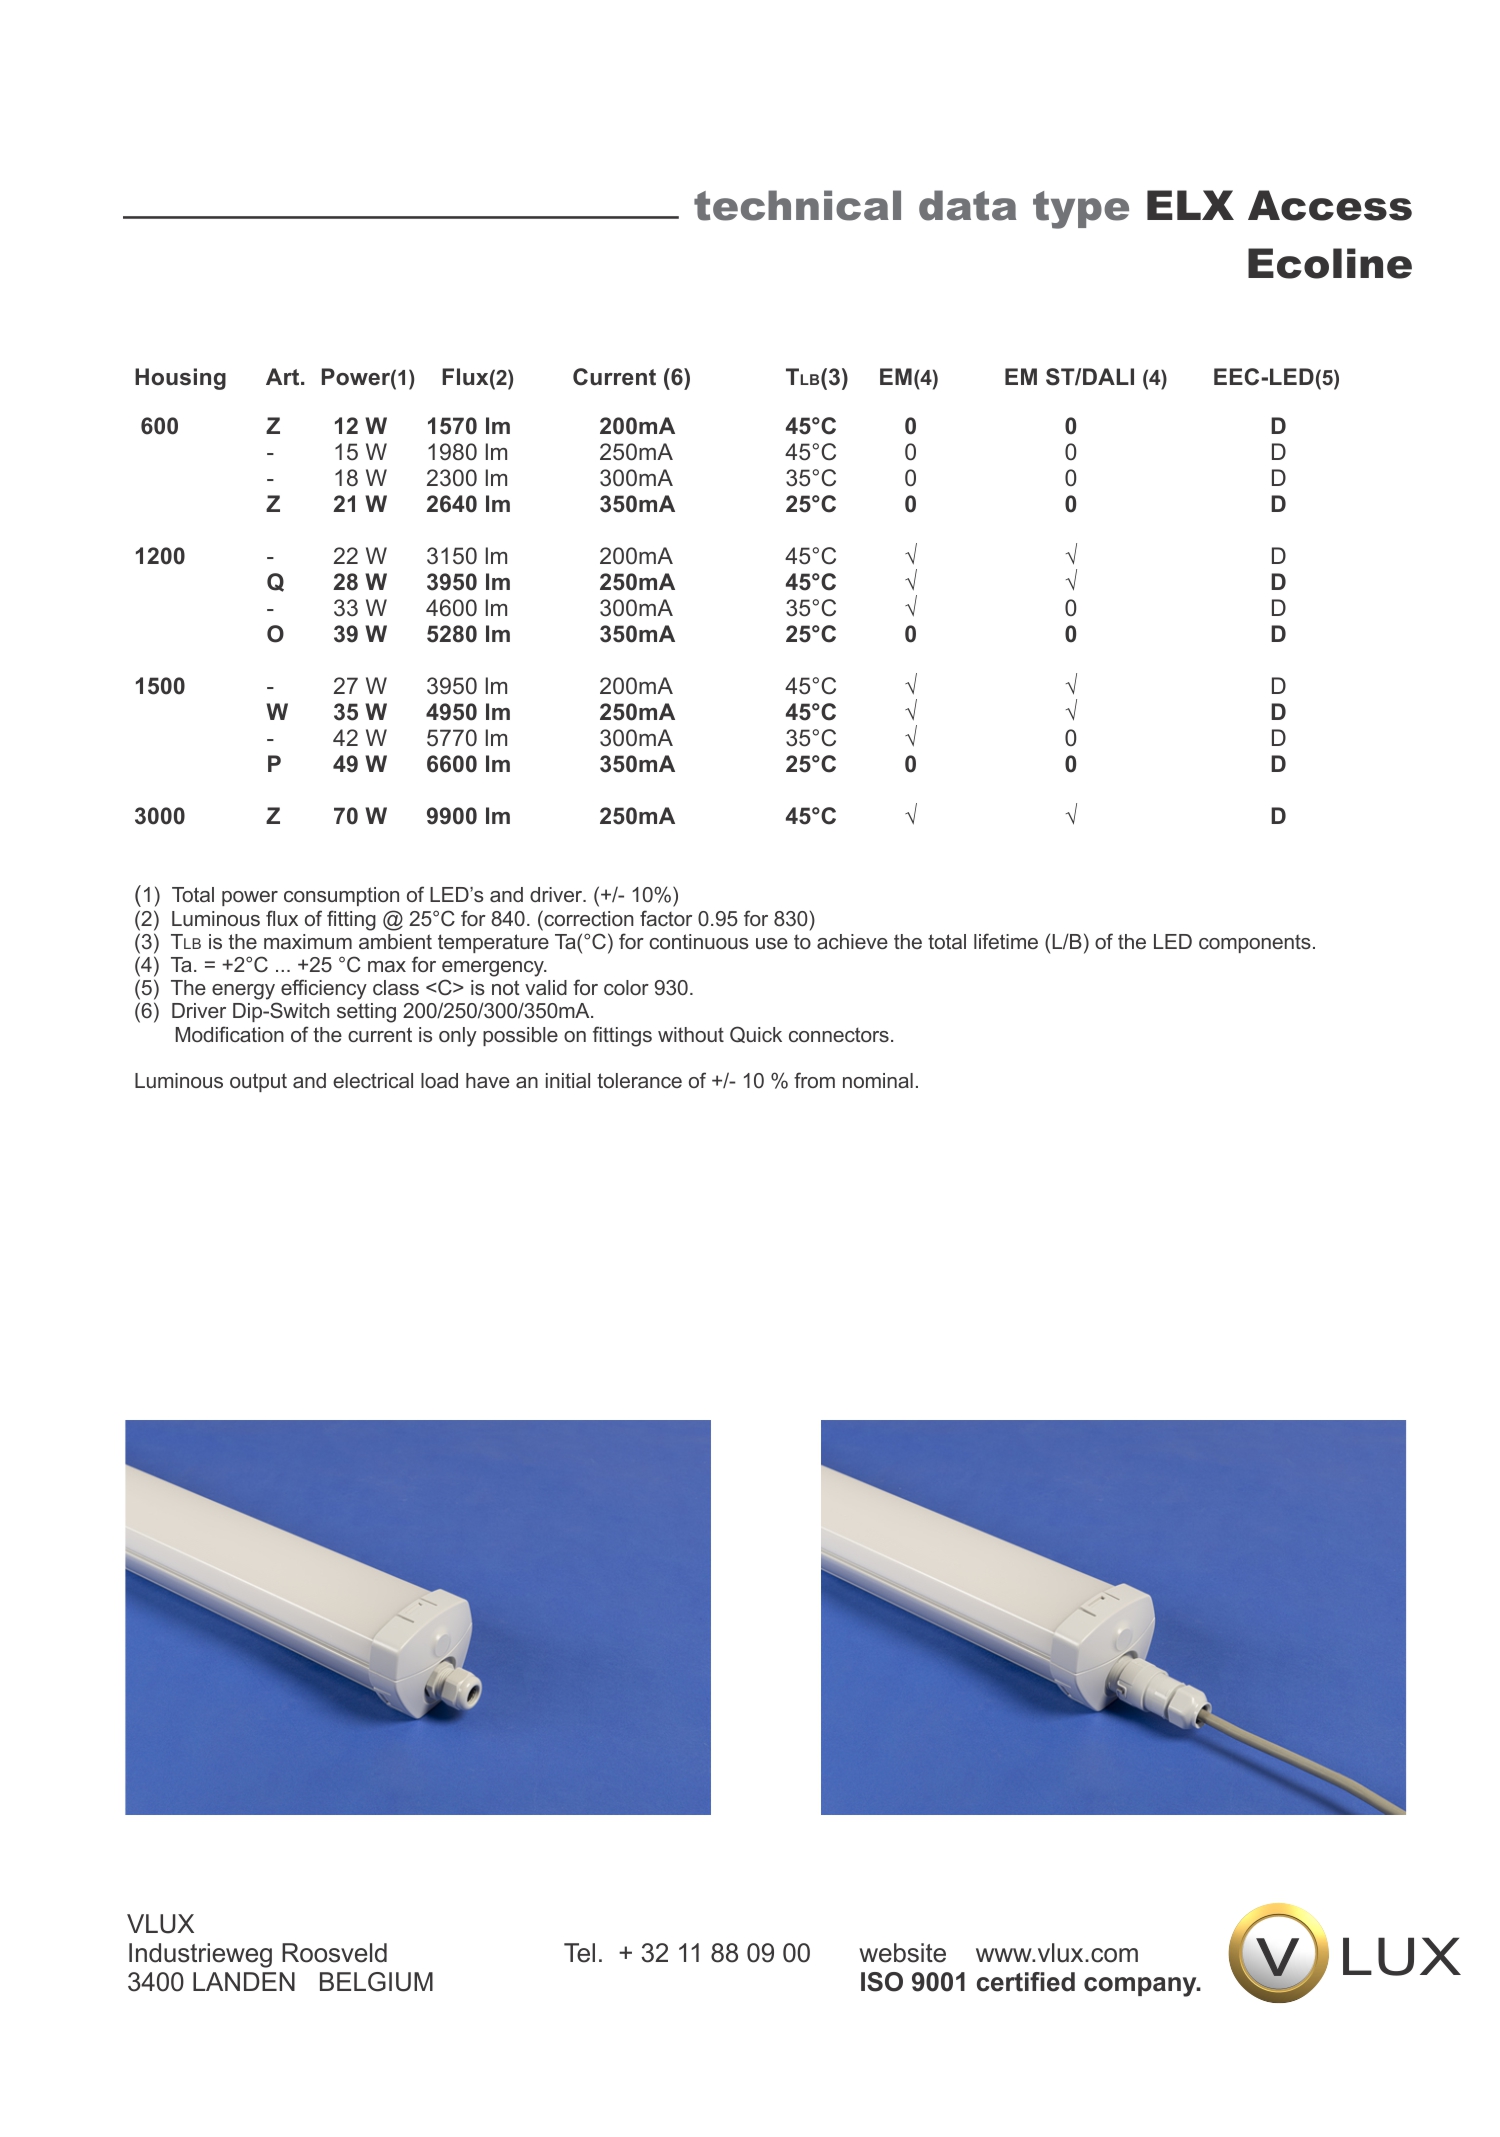 technical data type ELX Access
Ecoline
Housing Art. Power(1) Flux(2) Current (6) TLB(3) EM(4) EM ST/DALI (4) EEC-LED(5)
600 Z 12 W 1570 lm 200mA 45°C 0 0 D
- 15 W 1980 lm 250mA 45°C 0 0 D
- 18 W 2300 lm 300mA 35°C 0 0 D
Z 21 W 2640 lm 350mA 25°C 0 0 D
1200 - 22 W 3150 lm 200mA 45°C √ √ D
Q 28 W 3950 lm 250mA 45°C √ √ D
- 33 W 4600 lm 300mA 35°C √ 0 D
O 39 W 5280 lm 350mA 25°C 0 0 D
1500 - 27 W 3950 lm 200mA 45°C √ √ D
W 35 W 4950 lm 250mA 45°C √ √ D
- 42 W 5770 lm 300mA 35°C √ 0 D
P 49 W 6600 lm 350mA 25°C 0 0 D
3000 Z 70 W 9900 lm 250mA 45°C √ √ D
(1) Total power consumption of LED’s and driver. (+/- 10%)
(2) Luminous flux of fitting @ 25°C for 840. (correction factor 0.95 for 830)
(3) TLB is the maximum ambient temperature Ta(°C) for continuous use to achieve the total lifetime (L/B) of the LED components.
(4) Ta. = +2°C ... +25 °C max for emergency.
(5) The energy efficiency class <C> is not valid for color 930.
(6) Driver Dip-Switch setting 200/250/300/350mA.
Modification of the current is only possible on fittings without Quick connectors.
Luminous output and electrical load have an initial tolerance of +/- 10 % from nominal.
VLUX
Industrieweg Roosveld Tel. + 32 11 88 09 00 website www.vlux.com
3400 LANDEN BELGIUM ISO 9001 certified company.
V LUX